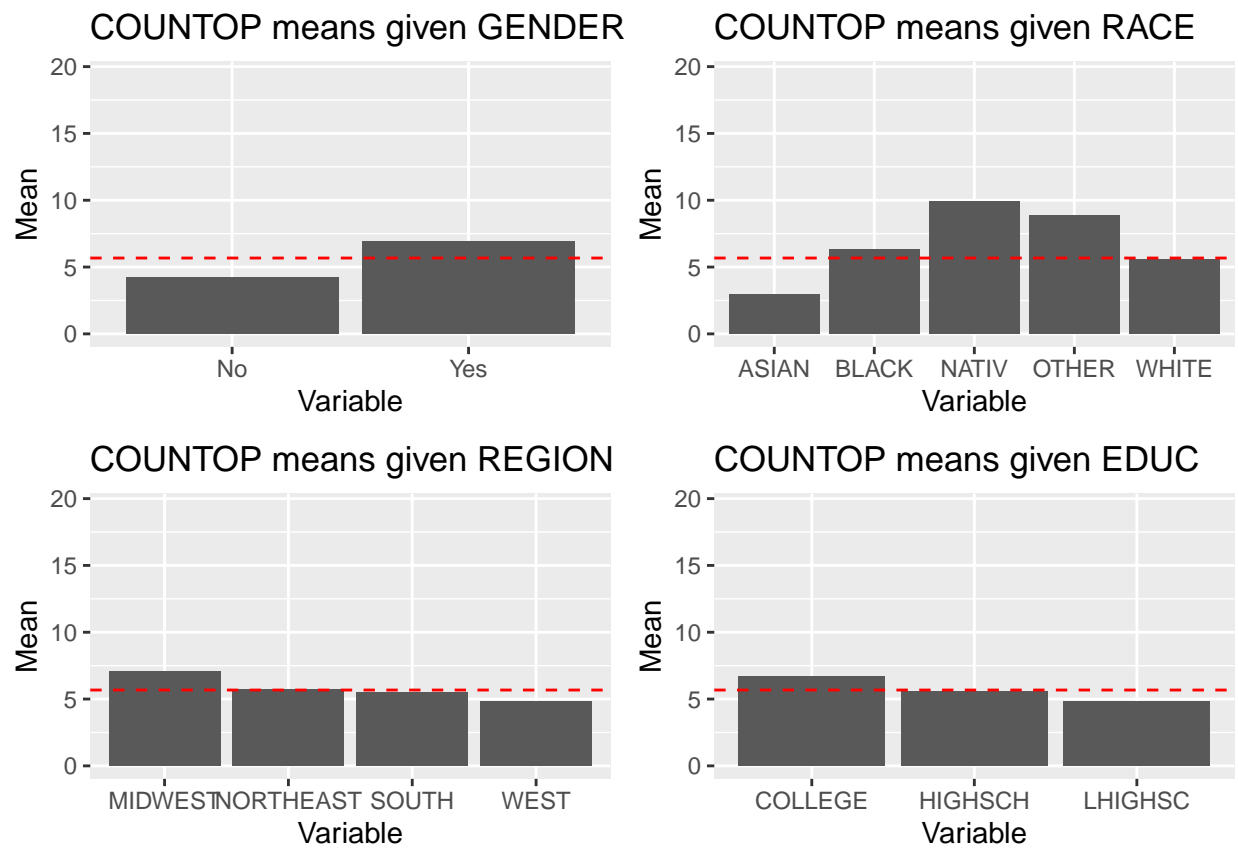 COUNTOP means given GENDER
20
15
10
5
0
Mean
No Yes
Variable
COUNTOP means given RACE
20
15
10
5
0
Mean
ASIAN BLACK NATIV OTHER WHITE
Variable
COUNTOP means given REGION
20
15
10
5
0
Mean
MIDWEST NORTHEAST SOUTH WEST
Variable
COUNTOP means given EDUC
20
15
10
5
0
Mean
COLLEGE HIGHSCH LHIGHSC
Variable